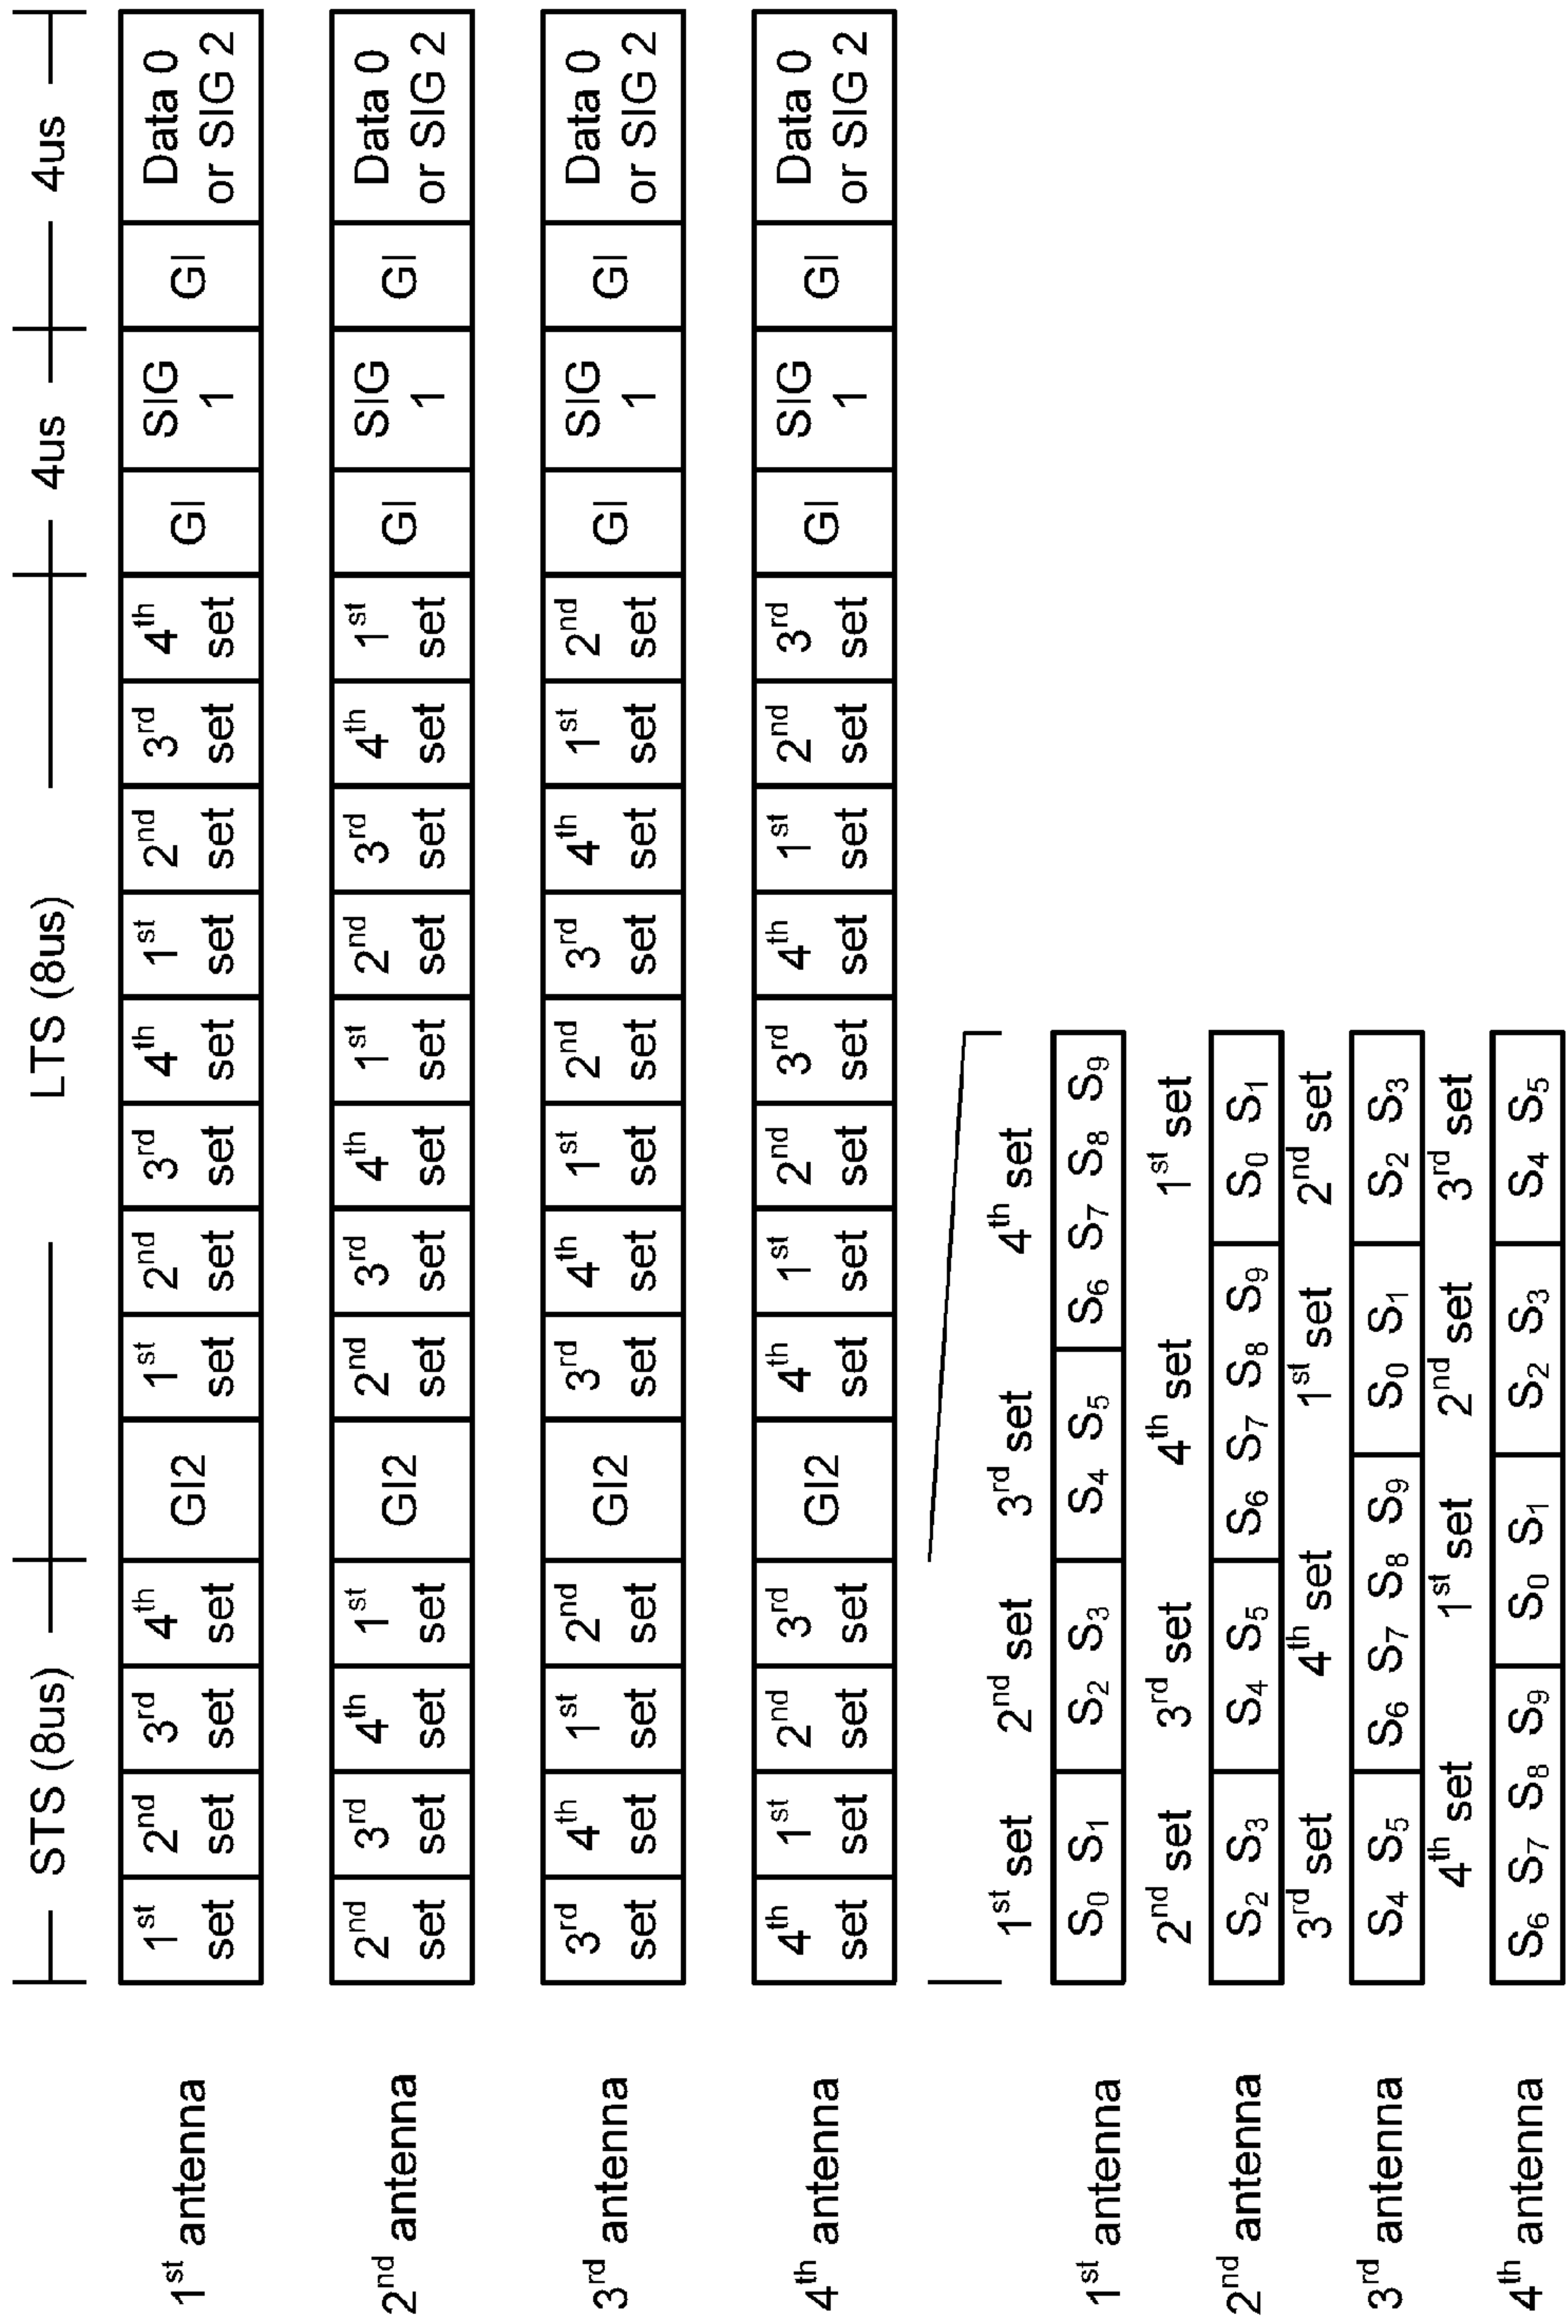 STS (8us) LTS (8us) 4us 4us
1st antenna 1st set 2nd set 3rd set 4th set GI2 1st set 2nd set 3rd set 4th set 1st set 2nd set 3rd set 4th set GI SIG 1 GI Data 0 or SIG 2
2nd antenna 2nd set 3rd set 4th set 1st set GI2 2nd set 3rd set 4th set 1st set 2nd set 3rd set 4th set 1st set GI SIG 1 GI Data 0 or SIG 2
3rd antenna 3rd set 4th set 1st set 2nd set GI2 3rd set 4th set 1st set 2nd set 3rd set 4th set 1st set 2nd set GI SIG 1 GI Data 0 or SIG 2
4th antenna 4th set 1st set 2nd set 3rd set GI2 4th set 1st set 2nd set 3rd set 4th set 1st set 2nd set 3rd set GI SIG 1 GI Data 0 or SIG 2
1st set 2nd set 3rd set 4th set
1st antenna S0 S1 S2 S3 S4 S5 S6 S7 S8 S9
2nd set 3rd set 4th set 1st set
2nd antenna S2 S3 S4 S5 S6 S7 S8 S9 S0 S1
3rd set 4th set 1st set 2nd set
3rd antenna S4 S5 S6 S7 S8 S9 S0 S1 S2 S3
4th set 1st set 2nd set 3rd set
4th antenna S6 S7 S8 S9 S0 S1 S2 S3 S4 S5